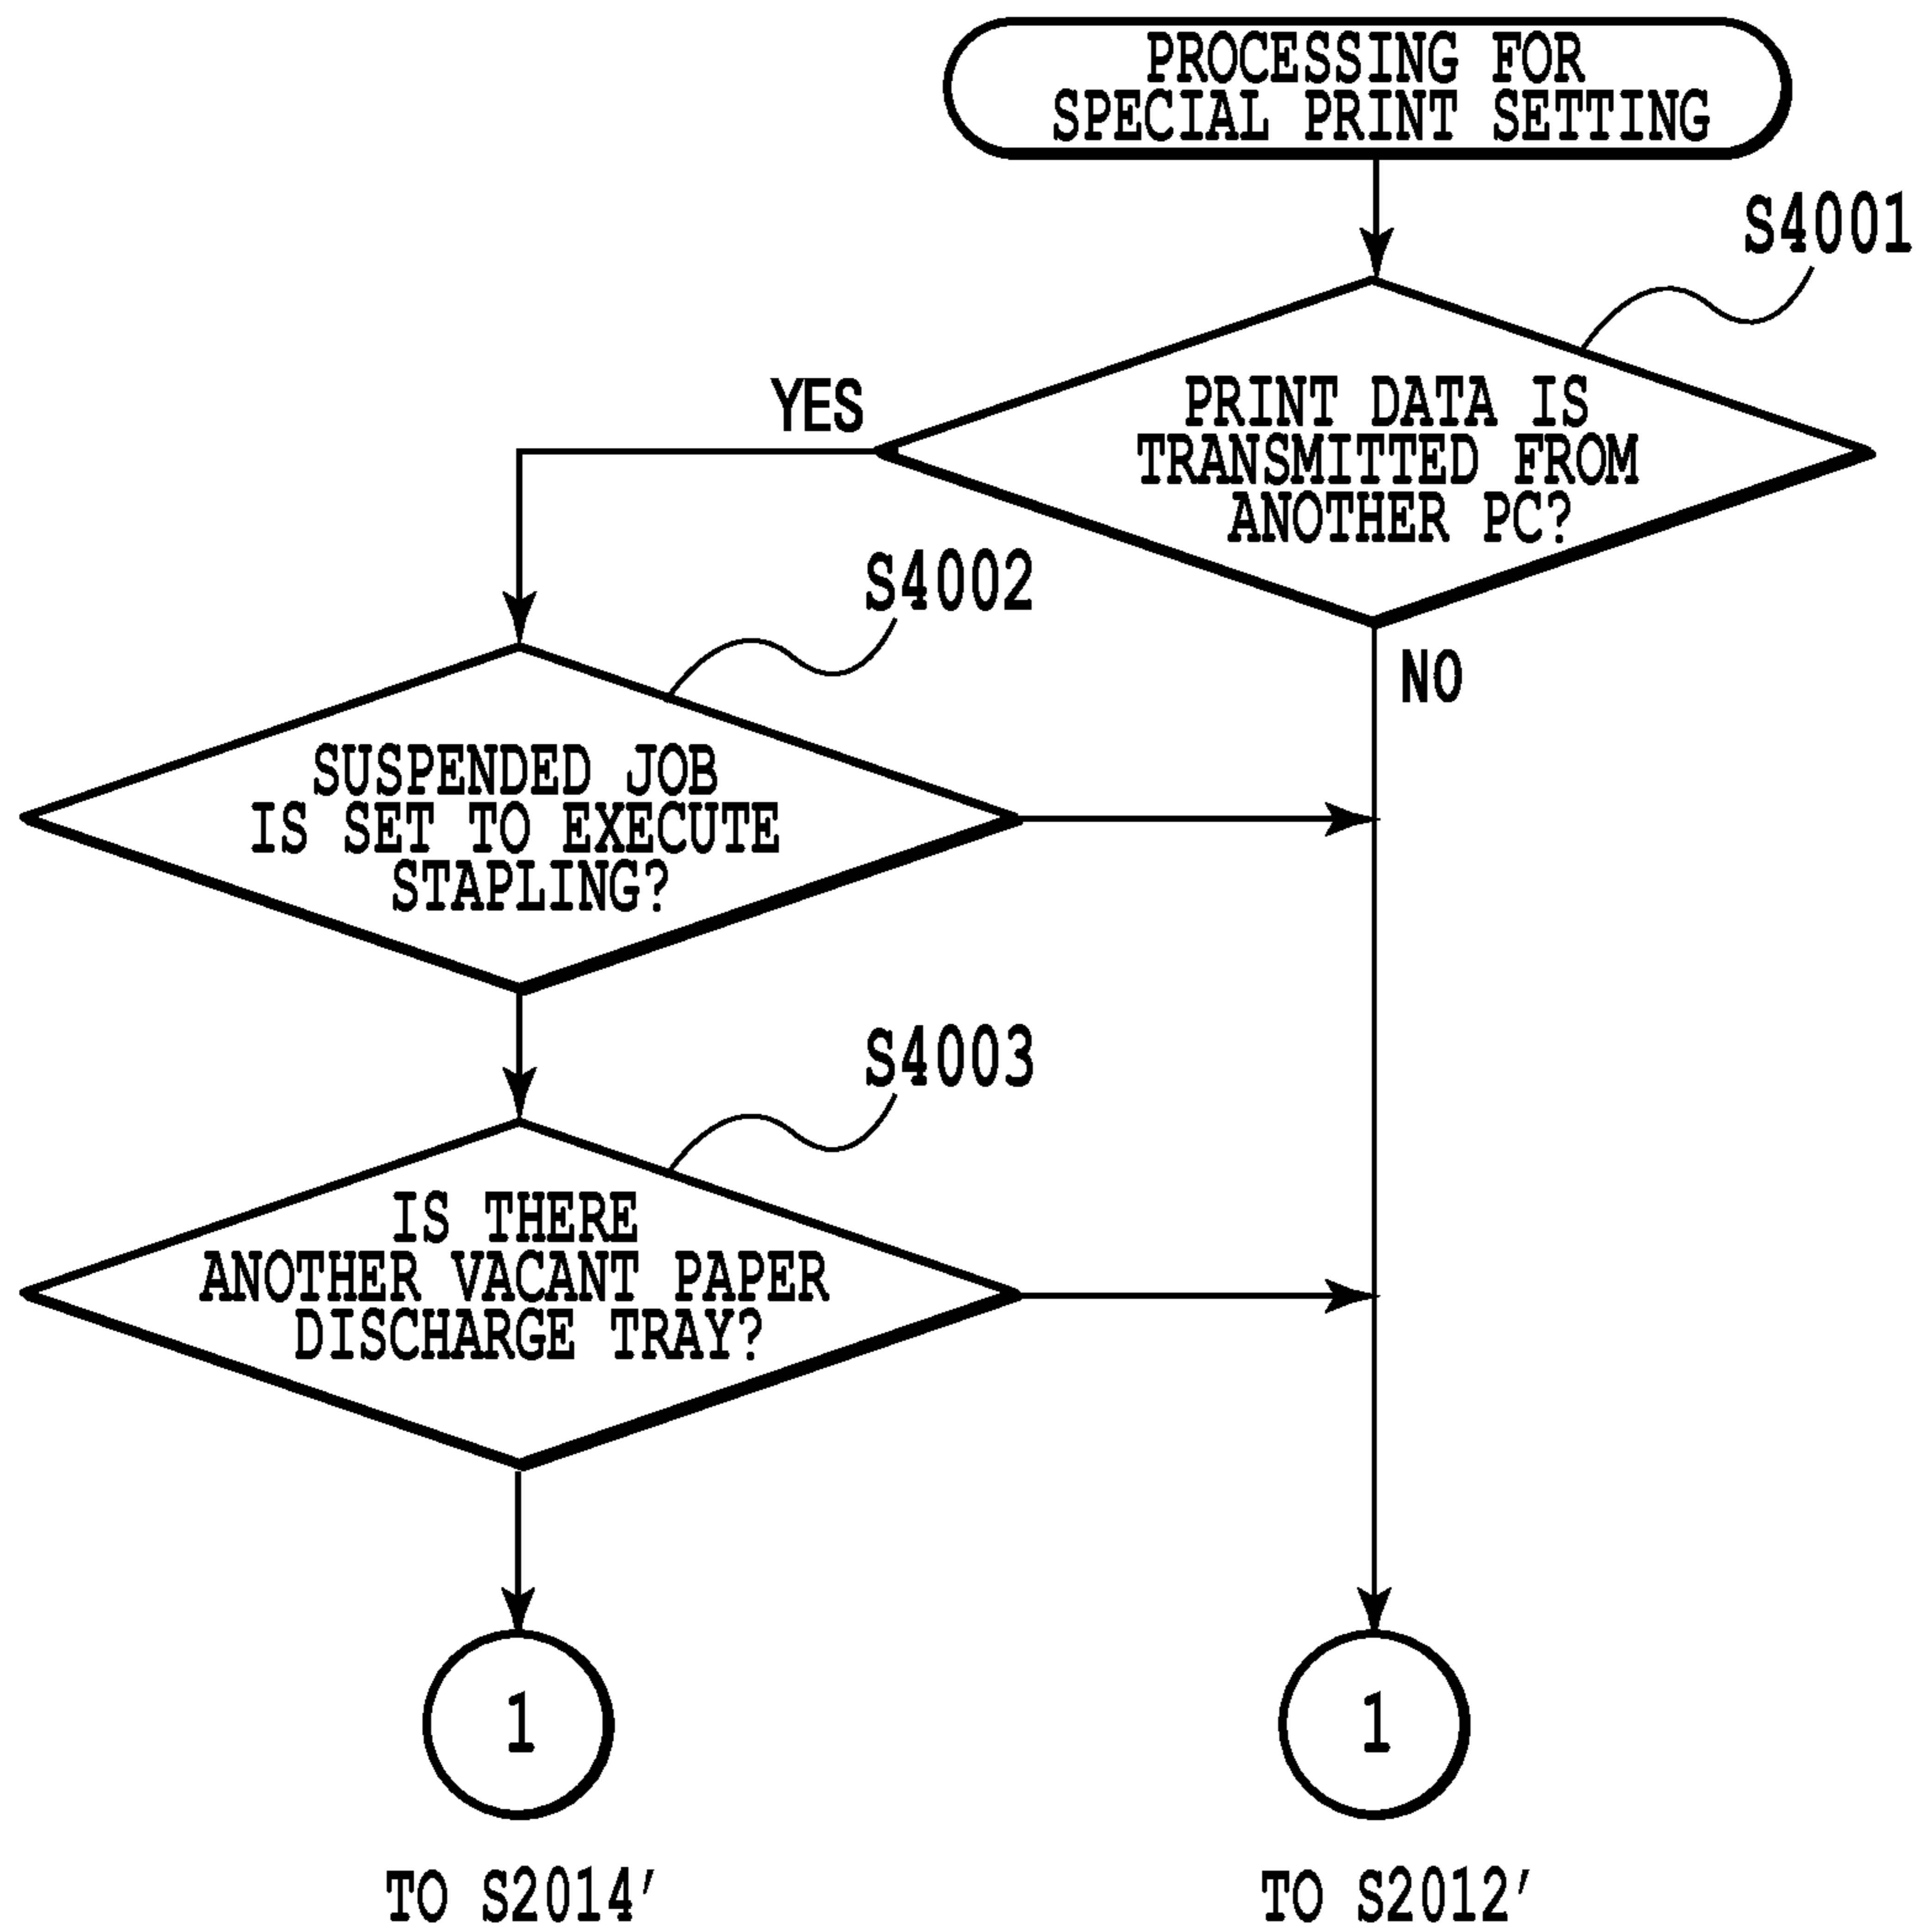 PROCESSING FOR
SPECIAL PRINT SETTING
S4001
PRINT DATA IS
TRANSMITTED FROM
ANOTHER PC?
YES
NO
S4002
SUSPENDED JOB
IS SET TO EXECUTE
STAPLING?
S4003
IS THERE
ANOTHER VACANT PAPER
DISCHARGE TRAY?
1
1
TO S2014'
TO S2012'